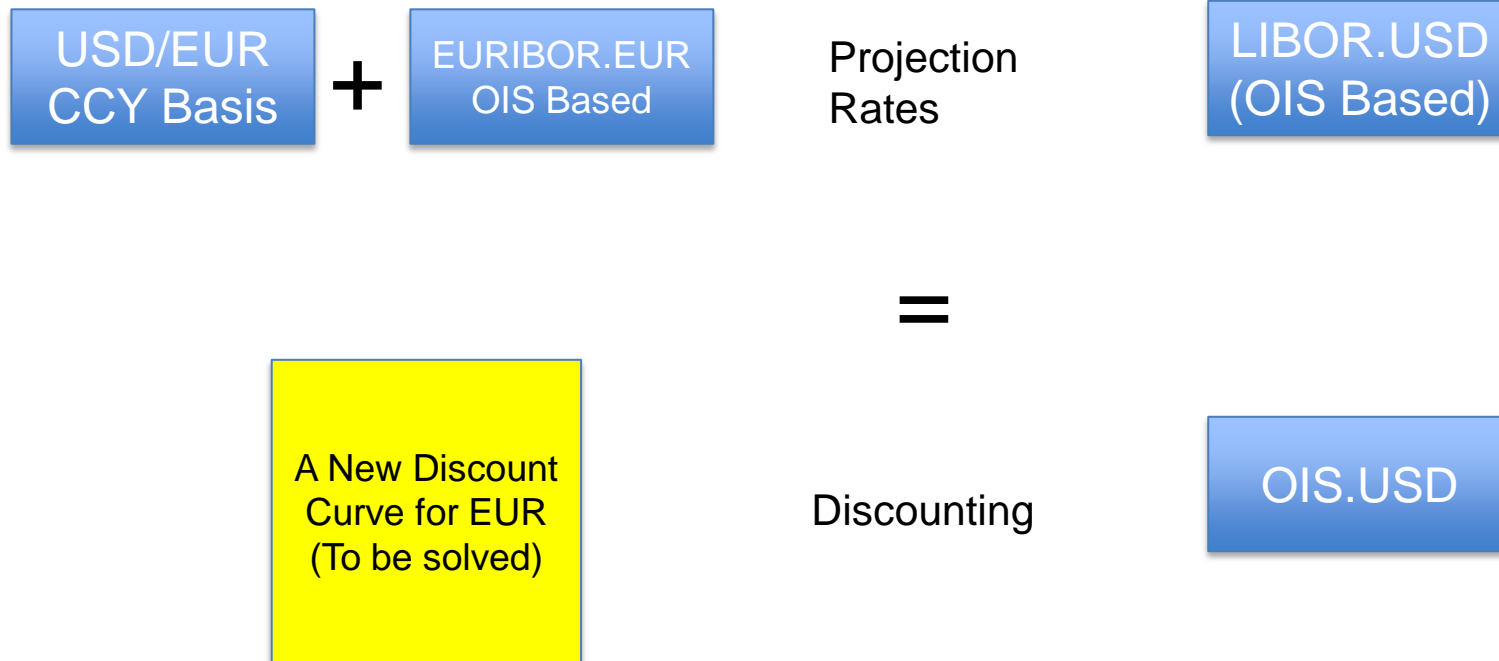 USD/EUR
CCY Basis
+
EURIBOR.EUR
OIS Based
Projection
Rates
LIBOR.USD
(OIS Based)
=
A New Discount
Curve for EUR
(To be solved)
Discounting
OIS.USD